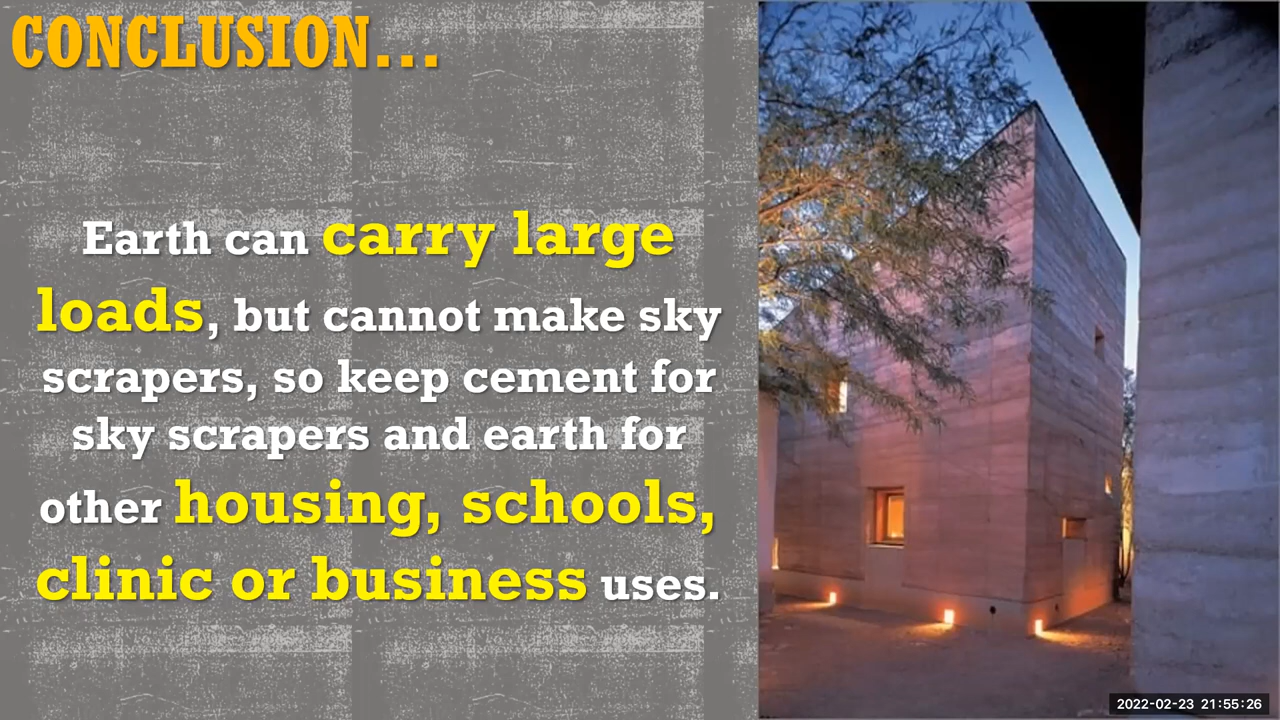 CONCLUSION...
Earth can carry large
loads, but cannot make sky
scrapers, so keep cement for
sky scrapers and earth for
other housing, schools,
clinic or business uses.
2022-02-23 21:55:26